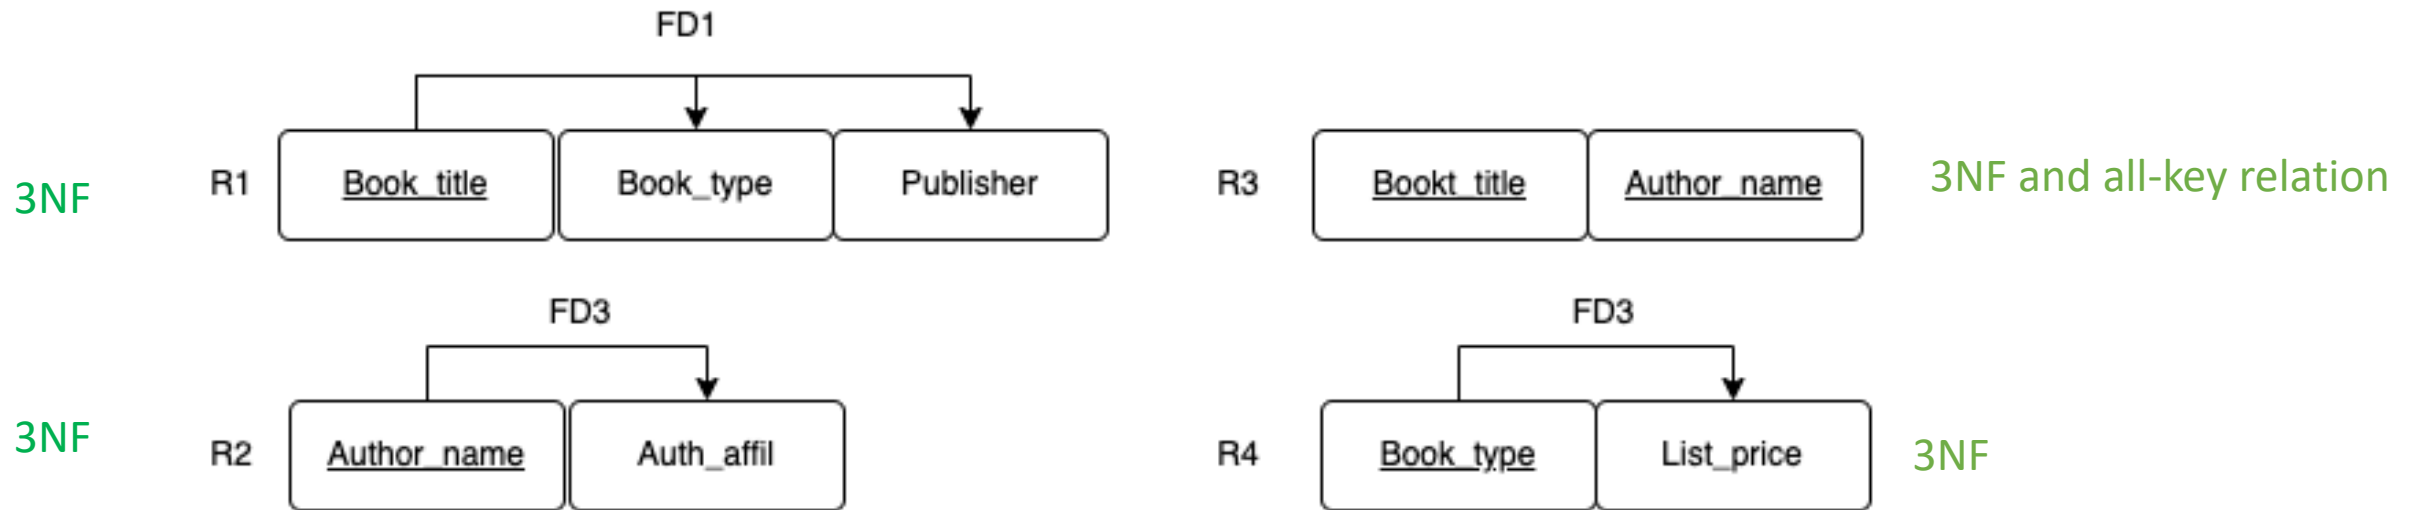 FD1
3NF
R1
Book_title
Book_type
Publisher
R3
Bookt_title
Author_name
3NF and all-key relation
FD3
FD3
3NF
R2
Author_name
Auth_affil
R4
Book_type
List_price
3NF